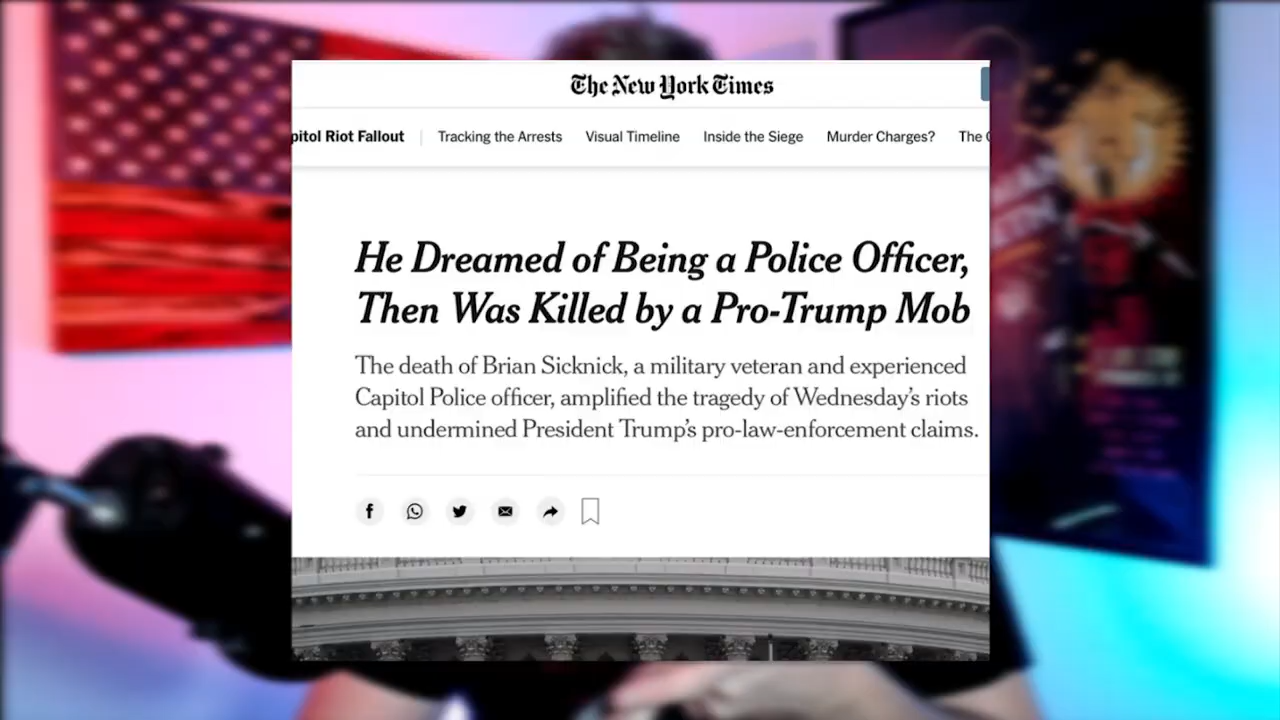 The New York Times
pitol Riot Fallout
Tracking the Arrests
Visual Timeline
Inside the Siege
Murder Charges?
The
He Dreamed of Being a Police Officer,
Then Was Killed by a Pro-Trump Mob
The death of Brian Sicknick, a military veteran and experienced
Capitol Police officer, amplified the tragedy of Wednesday’s riots
and undermined President Trump’s pro-law-enforcement claims.